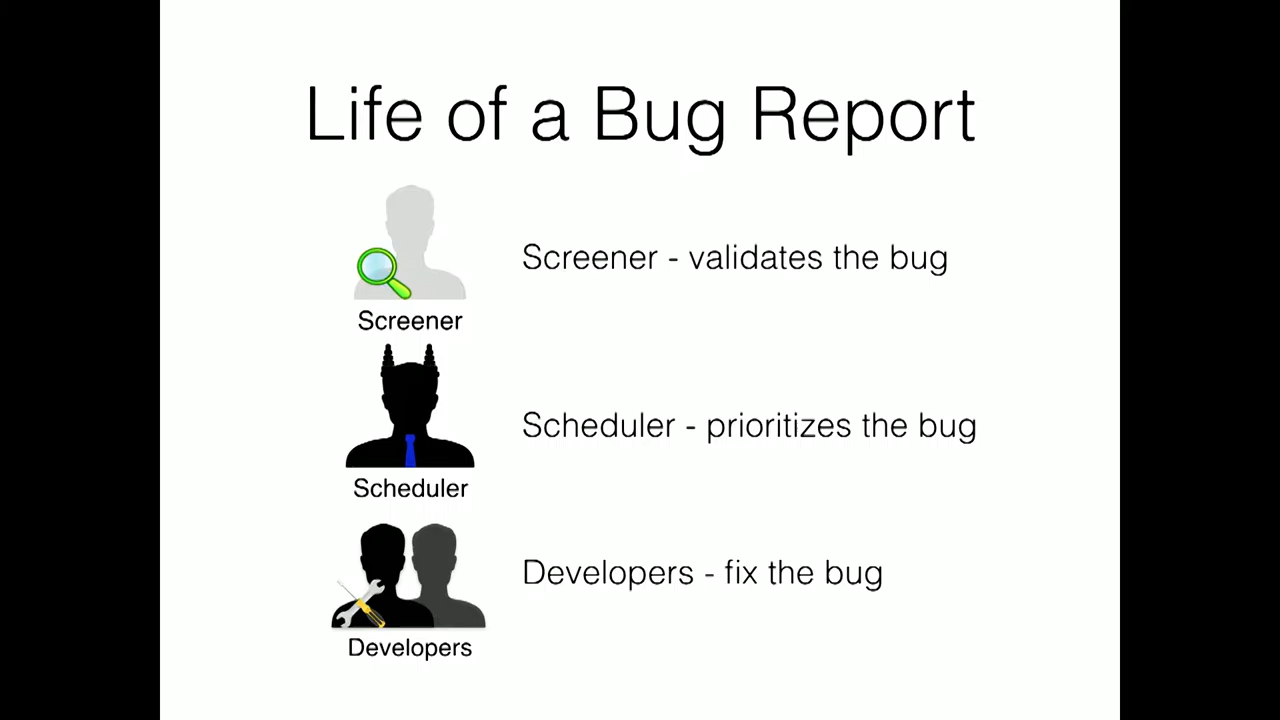 Life of a Bug Report
Screener - validates the bug
Screener
Scheduler - prioritizes the bug
Scheduler
Developers - fix the bug
Developers